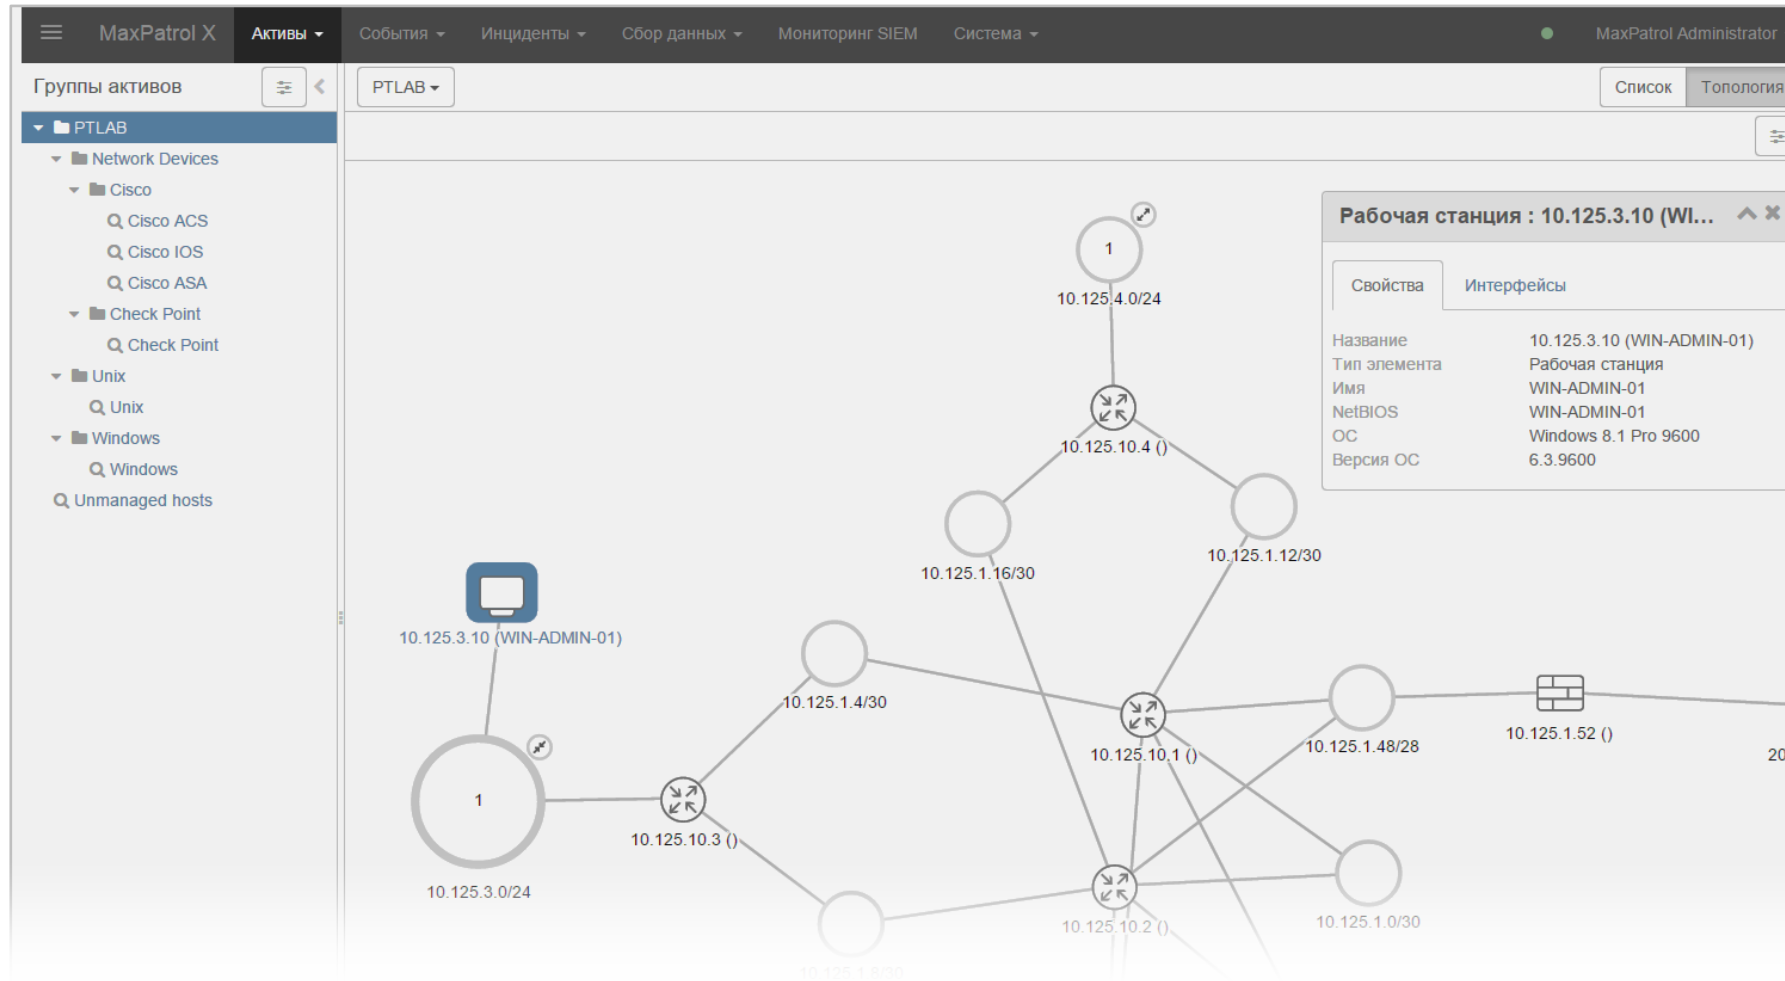 MaxPatrol X Активы События Инциденты Сбор данных Мониторинг SIEM Система MaxPatrol Administrator
Группы активов
PTLAB
Network Devices
Cisco
Cisco ACS
Cisco IOS
Cisco ASA
Check Point
Check Point
Unix
Unix
Windows
Windows
Unmanaged hosts
PTLAB Список Топология
1
10.125.4.0/24
10.125.10.4 ()
10.125.1.16/30
10.125.1.12/30
10.125.3.10 (WIN-ADMIN-01)
10.125.1.4/30
10.125.10.1 ()
10.125.1.48/28
10.125.1.52 ()
20
1
10.125.3.0/24
10.125.10.3 ()
10.125.10.2 ()
10.125.1.0/30
10.125.1.8/30
Рабочая станция : 10.125.3.10 (WI...
Свойства Интерфейсы
Название 10.125.3.10 (WIN-ADMIN-01)
Тип элемента Рабочая станция
Имя WIN-ADMIN-01
NetBIOS WIN-ADMIN-01
ОС Windows 8.1 Pro 9600
Версия ОС 6.3.9600